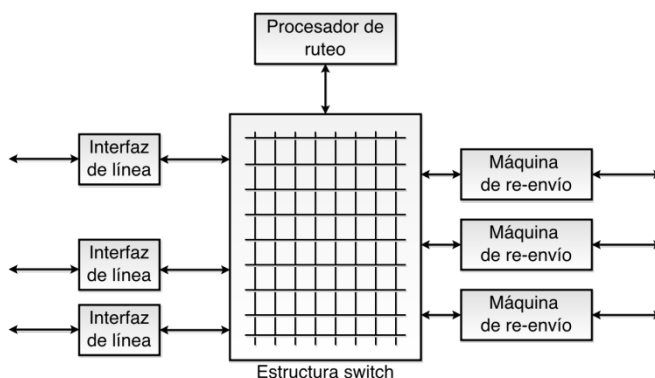 Procesador de
ruteo
Interfaz
de línea
Máquina
de re-envío
Interfaz
de línea
Máquina
de re-envío
Interfaz
de línea
Máquina
de re-envío
Estructura switch